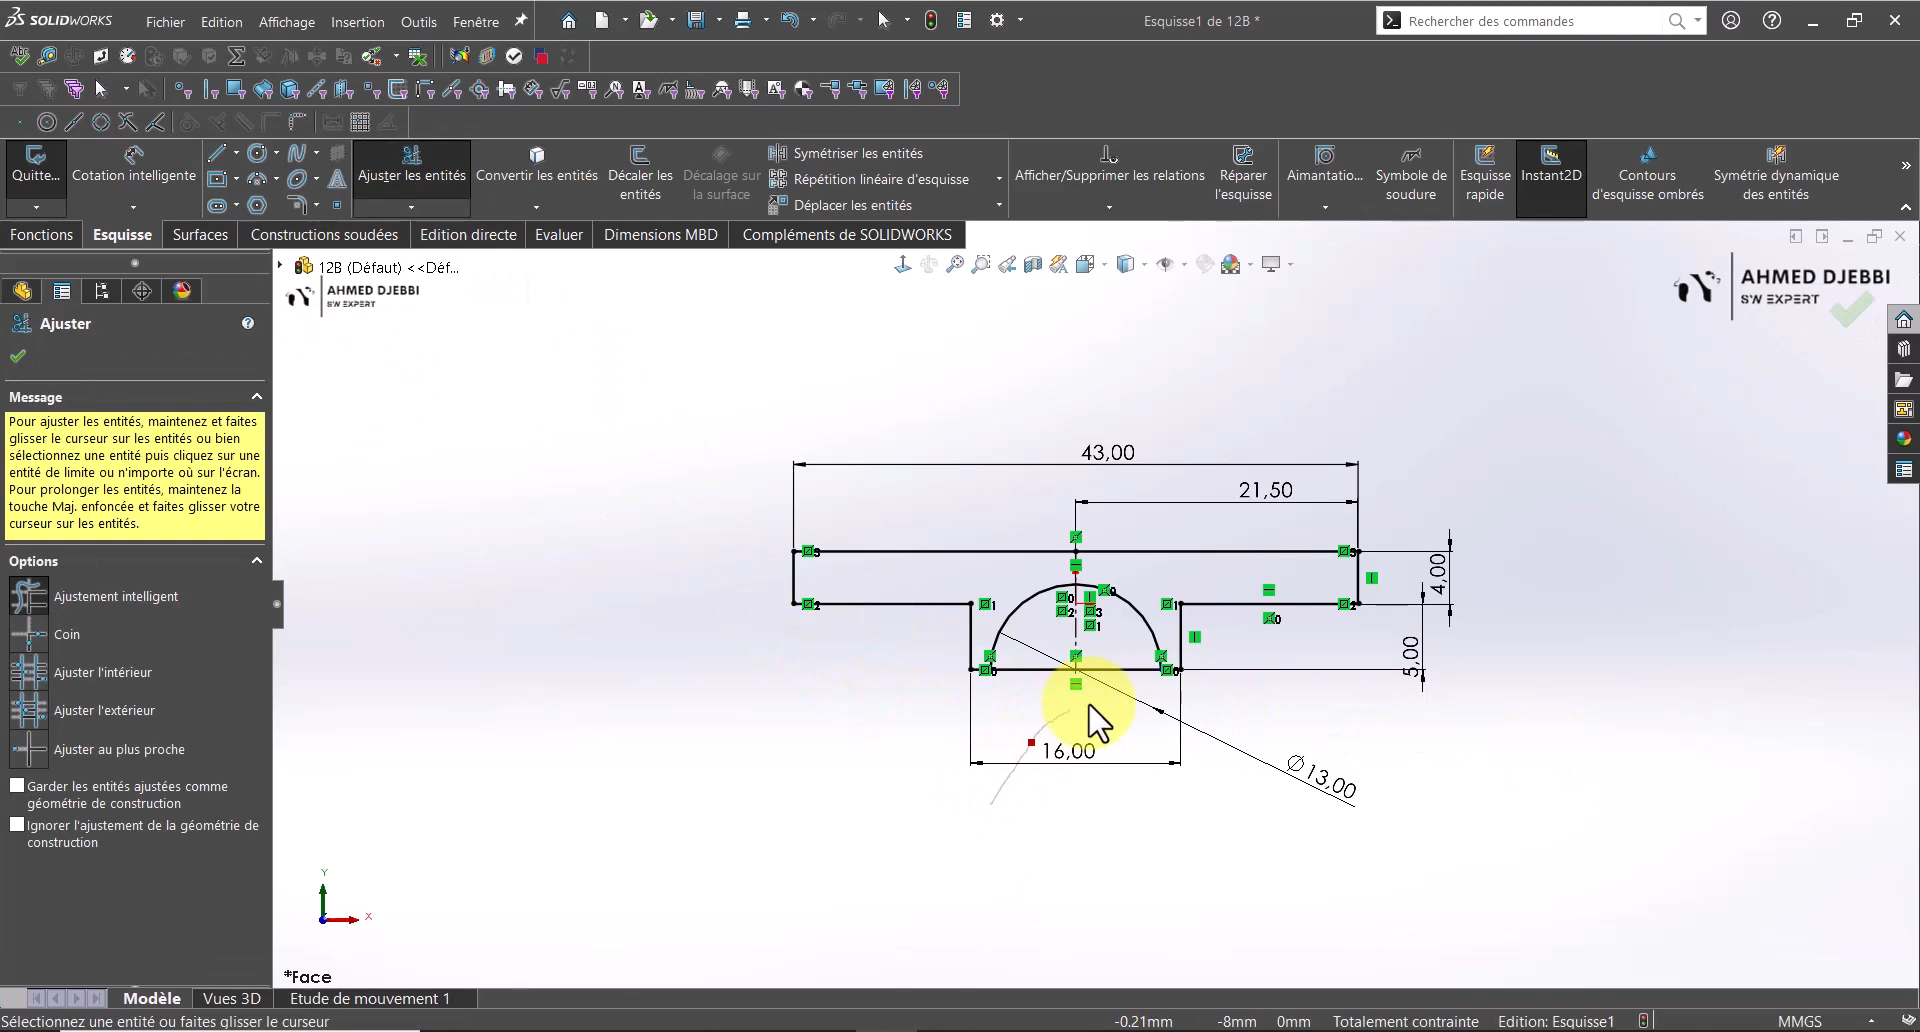 SOLIDWORKS
Fichier Edition Affichage Insertion Outils Fenêtre
Esquisse1 de 12B *
Rechercher des commandes
Quitte...
Cotation intelligente
Ajuster les entités
Convertir les entités
Décaler les
entités
Décalage sur
la surface
Symétriser les entités
Répétition linéaire d'esquisse
Déplacer les entités
Afficher/Supprimer les relations
Réparer
l'esquisse
Aimantatio...
Symbole de
soudure
Esquisse
rapide
Instant2D
Contours
d'esquisse ombrés
Symétrie dynamique
des entités
Fonctions Esquisse Surfaces Constructions soudées Edition directe Evaluer Dimensions MBD Compléments de SOLIDWORKS
12B (Défaut) <<Déf...
AHMED DJEBBI
SW EXPERT
AHMED DJEBBI
SW EXPERT
Ajuster
Message
Pour ajuster les entités, maintenez et faites
glisser le curseur sur les entités ou bien
sélectionnez une entité puis cliquez sur une
entité de limite ou n'importe où sur l'écran.
Pour prolonger les entités, maintenez la
touche Maj. enfoncée et faites glisser votre
curseur sur les entités.
Options
Ajustement intelligent
Coin
Ajuster l'intérieur
Ajuster l'extérieur
Ajuster au plus proche
Garder les entités ajustées comme
géométrie de construction
Ignorer l'ajustement de la géométrie de
construction
43,00
21,50
4,00
5,00
16,00
Ø13,00
Y
X
*Face
Modèle Vues 3D Etude de mouvement 1
Sélectionnez une entité ou faites glisser le curseur
-0.21mm -8mm 0mm Totalement contrainte Edition: Esquisse1 MMGS